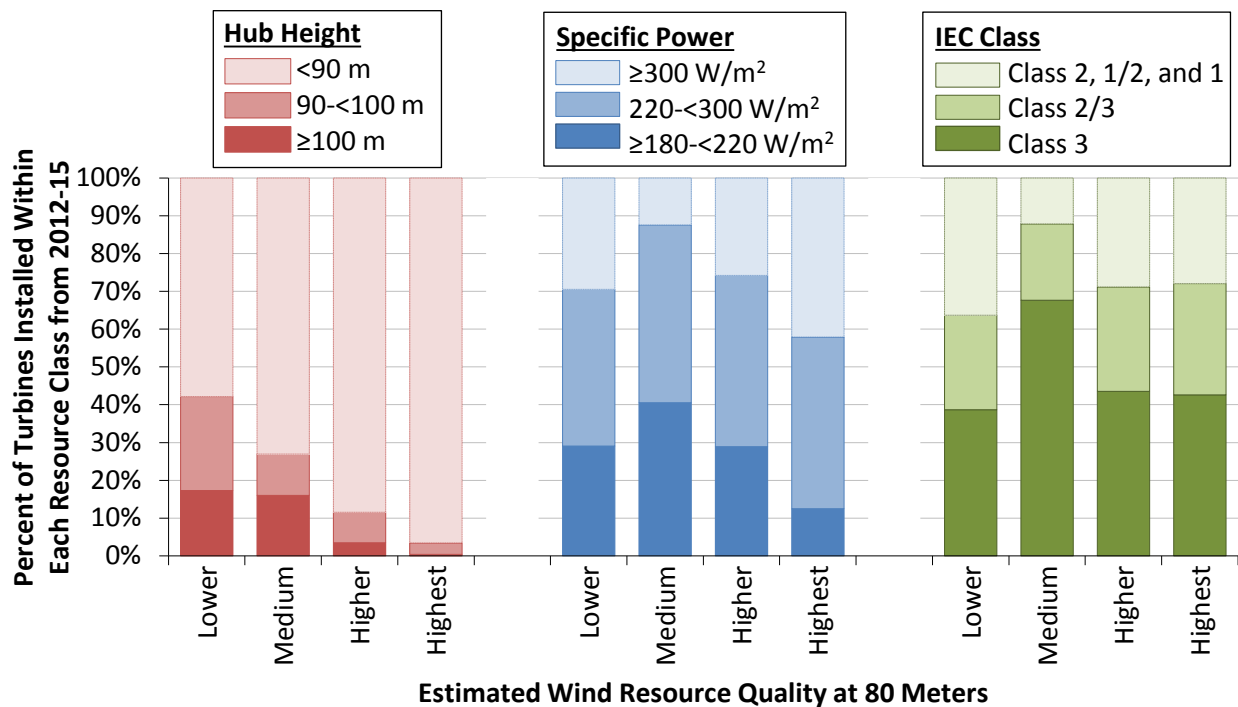 Hub Height
<90 m
90-<100 m
≥100 m
Specific Power
≥300 W/m²
220-<300 W/m²
≥180-<220 W/m²
IEC Class
Class 2, 1/2, and 1
Class 2/3
Class 3
Percent of Turbines Installed Within
Each Resource Class from 2012-15
100%
90%
80%
70%
60%
50%
40%
30%
20%
10%
0%
Lower
Medium
Higher
Highest
Lower
Medium
Higher
Highest
Lower
Medium
Higher
Highest
Estimated Wind Resource Quality at 80 Meters